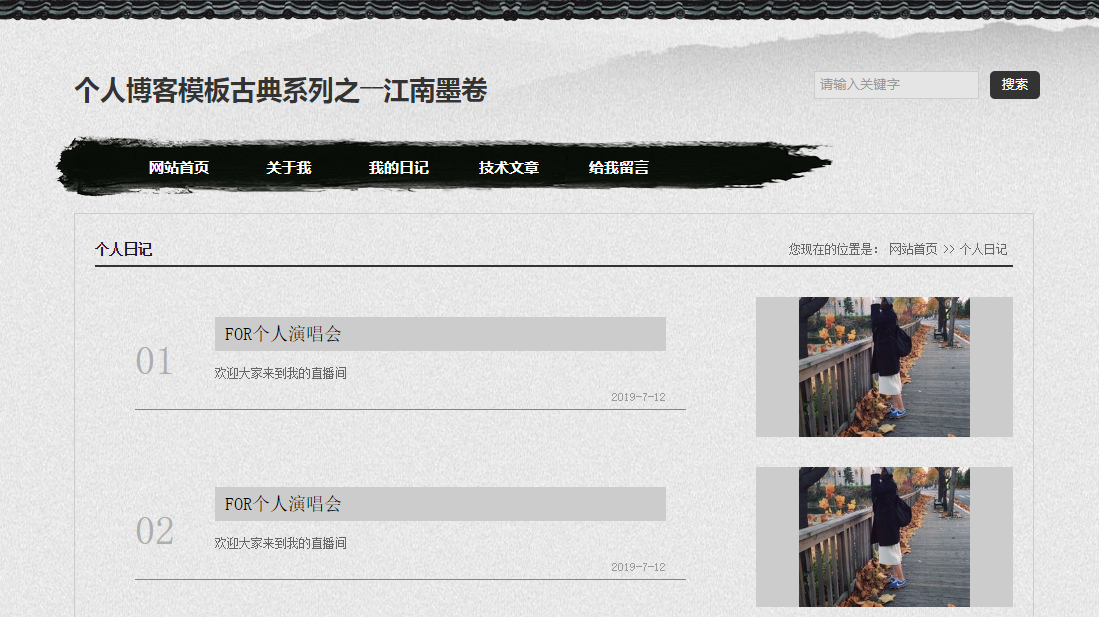 个人博客模板古典系列之——江南墨卷
请输入关键字 搜索
网站首页 关于我 我的日记 技术文章 给我留言
个人日记
您现在的位置是： 网站首页 >> 个人日记
01
FOR个人演唱会
欢迎大家来到我的直播间
2019-7-12
02
FOR个人演唱会
欢迎大家来到我的直播间
2019-7-12